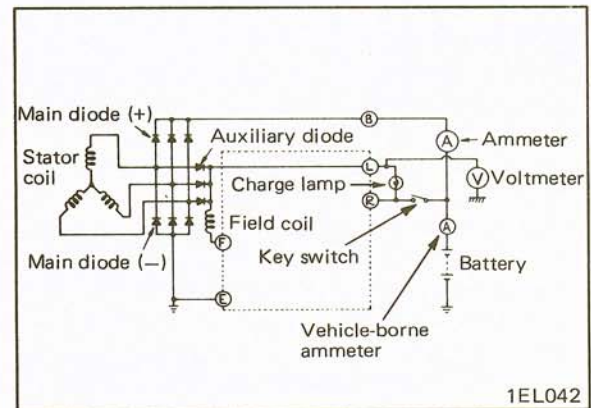 Main diode (+)
B
Auxiliary diode
A
Ammeter
Stator
coil
L
Charge lamp
V
Voltmeter
R
Field coil
A
F
Key switch
Main diode (—)
Battery
E
Vehicle-borne
ammeter
1EL042